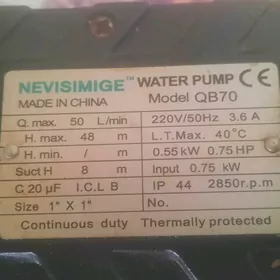 NEVISIMIGE™ WATER PUMP CE
MADE IN CHINA Model QB70
Q. max. 50 L/min 220V/50Hz 3.6 A
H. max. 48 m L.T.Max. 40°C
H. min. / m 0.55 kW 0.75 HP
Suct H 8 m Input 0.75 kW
C 20 µF I.C.L B IP 44 2850r.p.m
Size 1" X 1" No.
Continuous duty Thermally protected